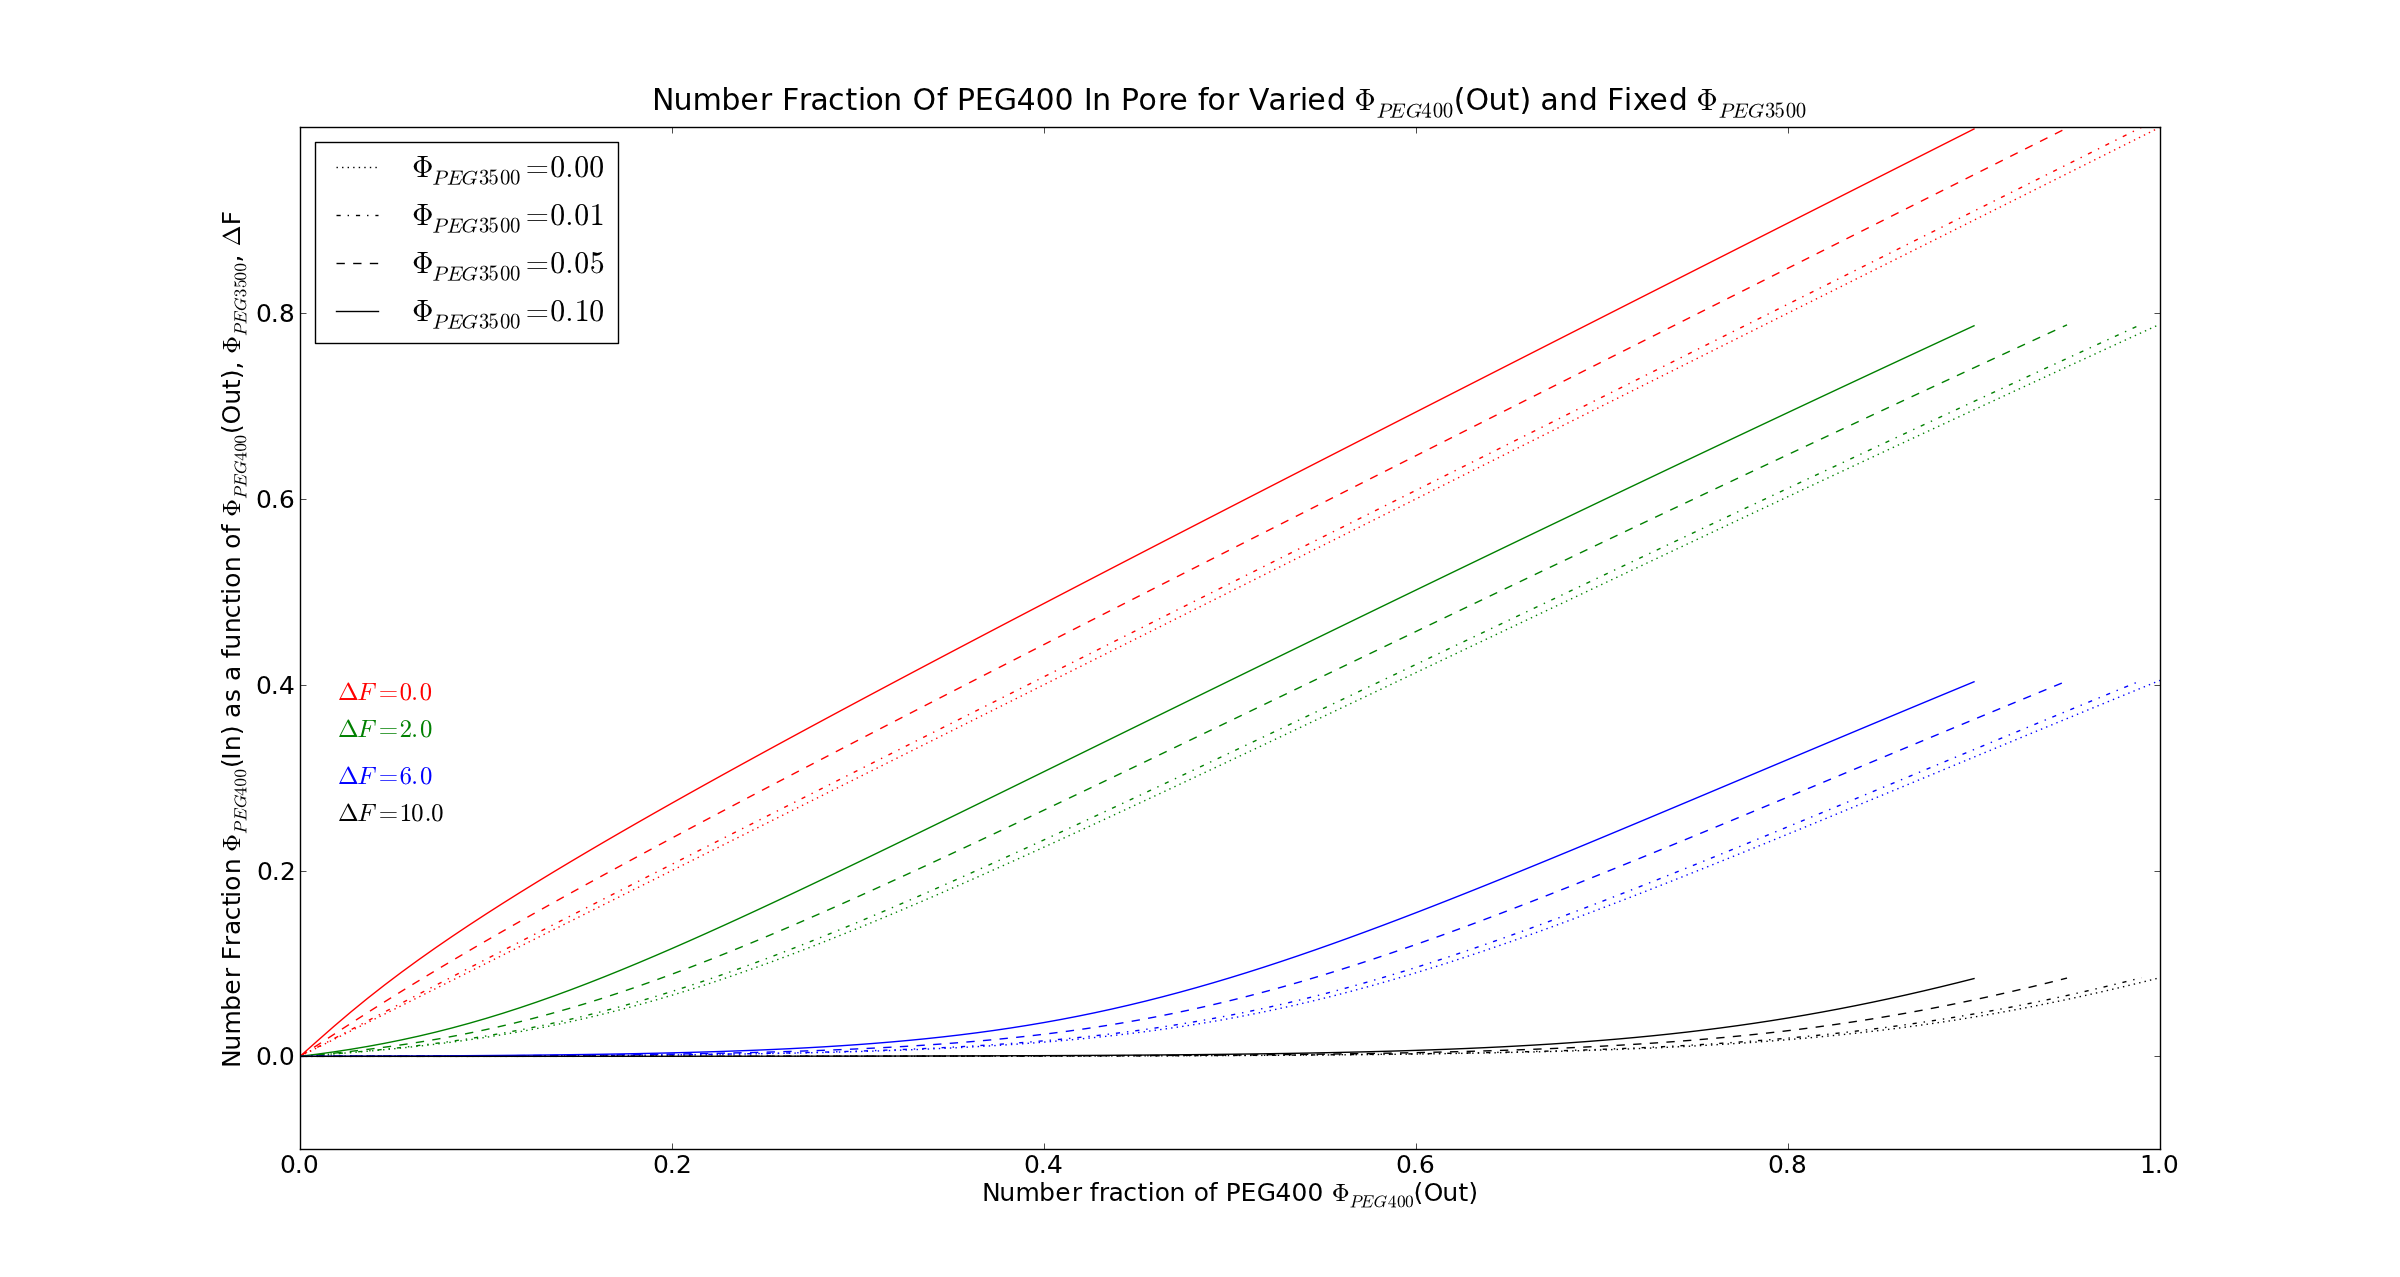 Number Fraction Of PEG400 In Pore for Varied Φ_PEG400(Out) and Fixed Φ_PEG3500
Φ_PEG3500=0.00
Φ_PEG3500=0.01
Φ_PEG3500=0.05
Φ_PEG3500=0.10
Number Fraction Φ_PEG400(In) as a function of Φ_PEG400(Out), Φ_PEG3500, ΔF
0.8
0.6
0.4
0.2
0.0
ΔF=0.0
ΔF=2.0
ΔF=6.0
ΔF=10.0
0.0 0.2 0.4 0.6 0.8 1.0
Number fraction of PEG400 Φ_PEG400(Out)